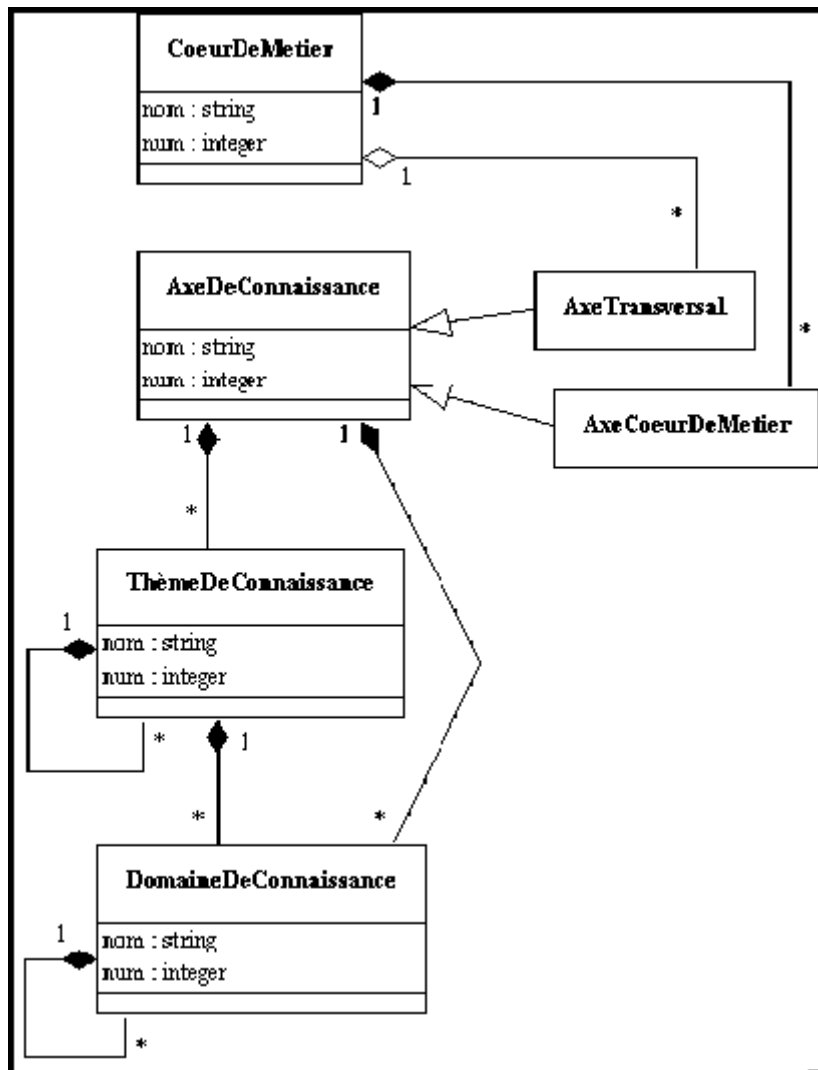 CoeurDeMetier
nom : string
num : integer
1
1
*
*
AxeDeConnaissance
nom : string
num : integer
AxeTransversal
AxeCoeurDeMetier
1
1
*
ThèmeDeConnaissance
nom : string
num : integer
1
*
1
*
*
DomaineDeConnaissance
nom : string
num : integer
1
*